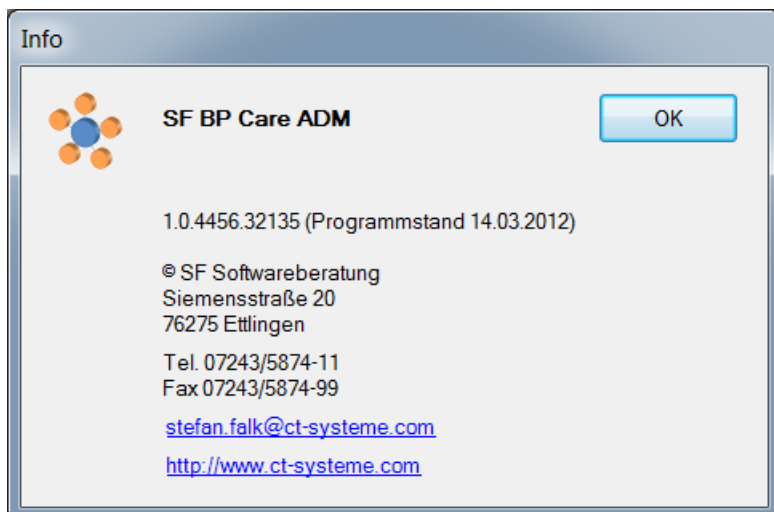 Info
SF BP Care ADM
OK
1.0.4456.32135 (Programmstand 14.03.2012)
© SF Softwareberatung
Siemensstraße 20
76275 Ettlingen
Tel. 07243/5874-11
Fax 07243/5874-99
stefan.falk@ct-systeme.com
http://www.ct-systeme.com